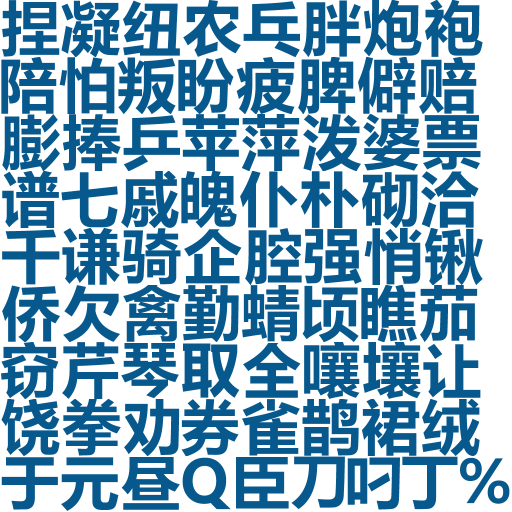 捏凝纽农乓胖炮袍
陪怕叛盼疲脾僻赔
膨捧乒苹萍泼婆票
谱七戚魄仆朴砌洽
千谦骑企腔强悄锹
侨欠禽勤蜻顷瞧茄
窃芹琴取全嚷壤让
饶拳劝券雀鹊裙绒
于元昼Q臣刀叼丁%